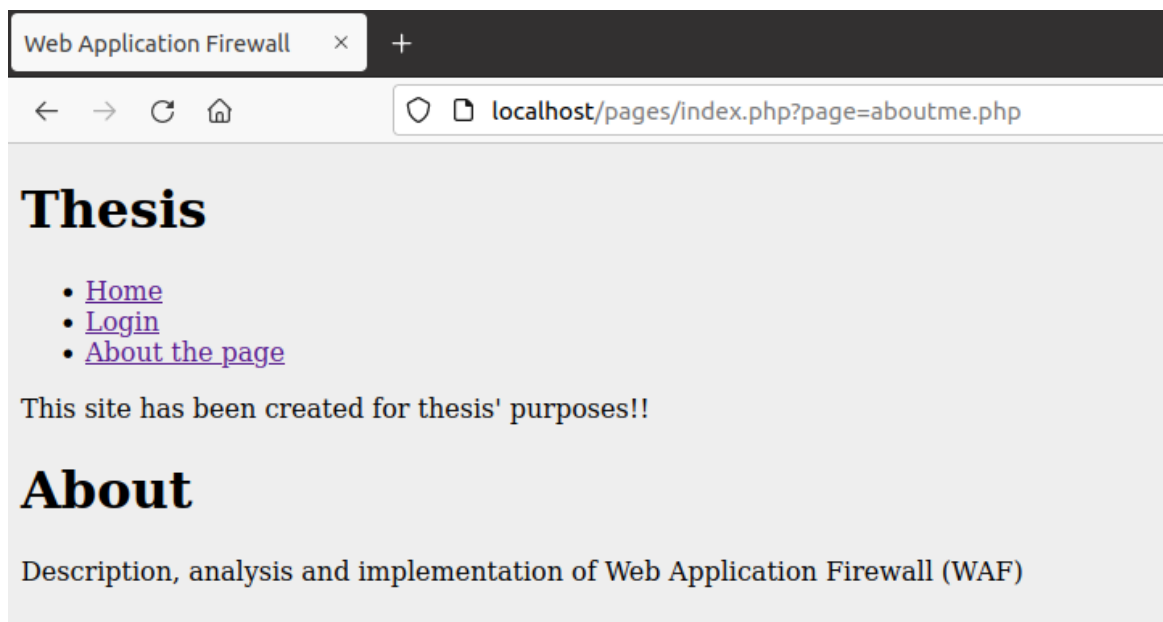 Web Application Firewall
localhost/pages/index.php?page=aboutme.php
Thesis
Home
Login
About the page
This site has been created for thesis' purposes!!
About
Description, analysis and implementation of Web Application Firewall (WAF)